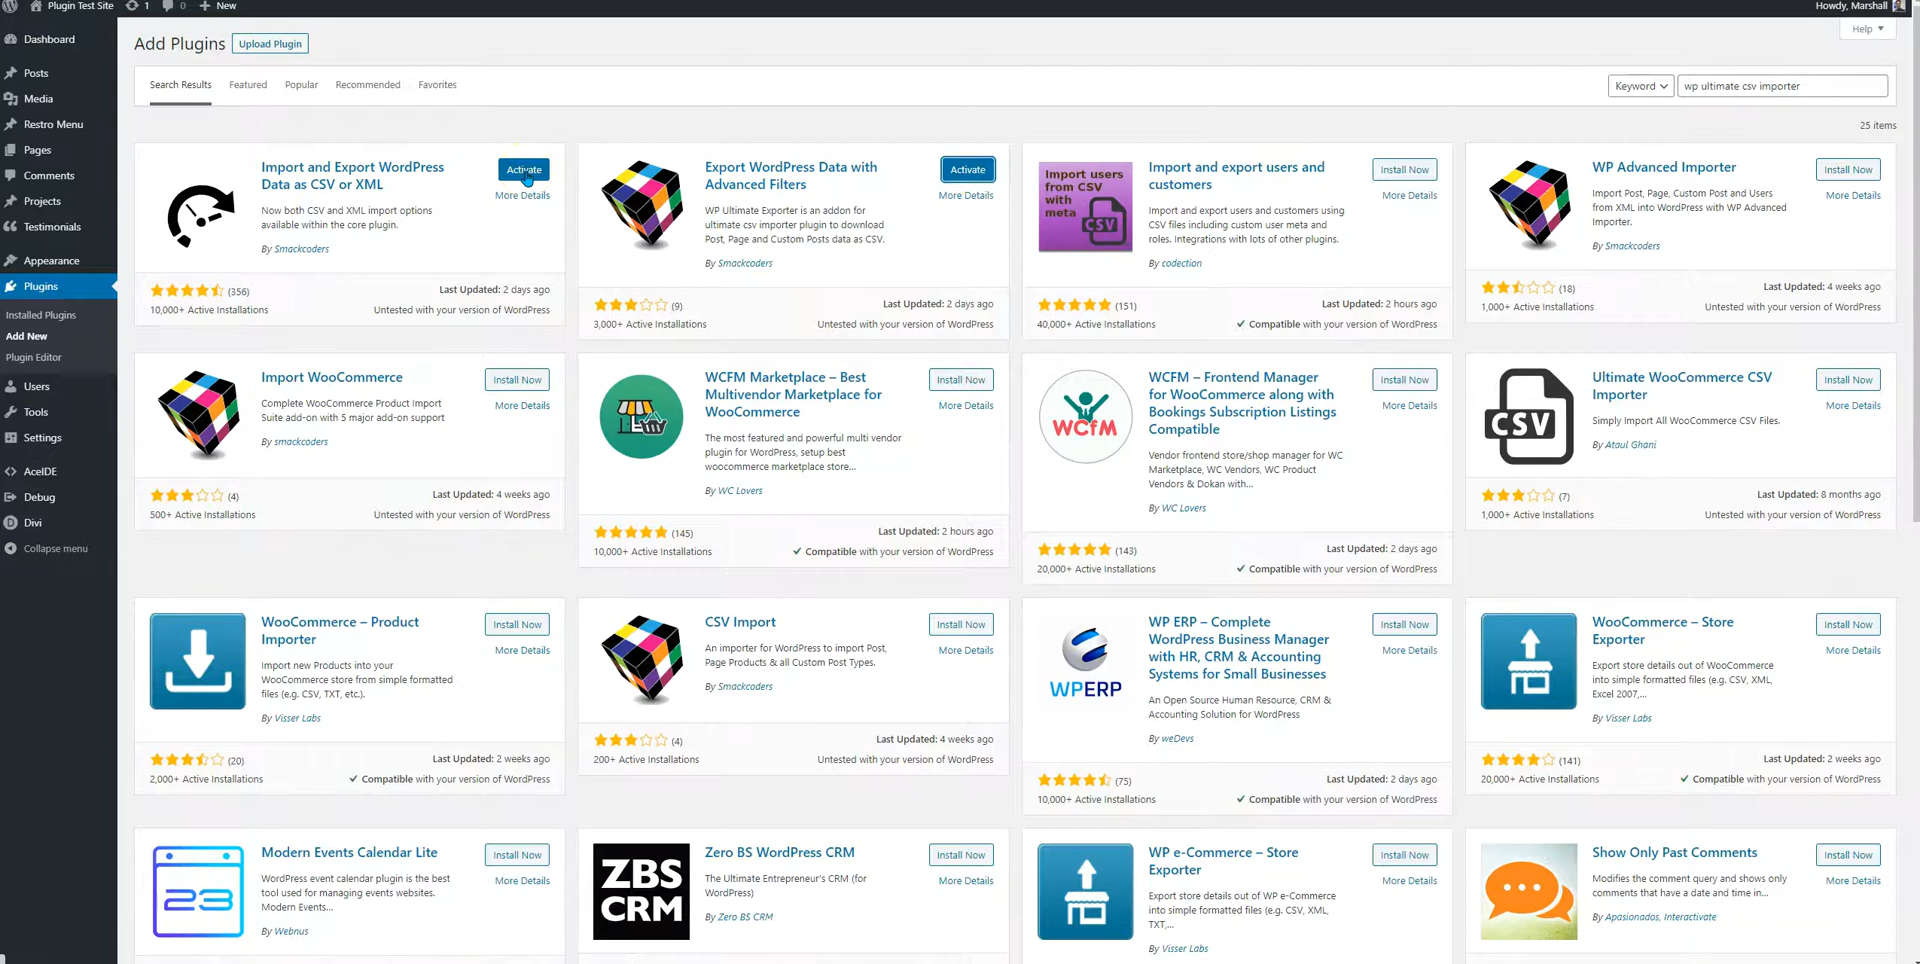 Plugin Test Site
1
0
New
Howdy, Marshall
Dashboard
Posts
Media
Restro Menu
Pages
Comments
Projects
Testimonials
Appearance
Plugins
Installed Plugins
Add New
Plugin Editor
Users
Tools
Settings
AceIDE
Debug
Divi
Collapse menu
Add Plugins
Upload Plugin
Help
Search Results
Featured
Popular
Recommended
Favorites
Keyword
wp ultimate csv importer
25 items
Import and Export WordPress
Data as CSV or XML
Activate
More Details
Now both CSV and XML import options
available within the core plugin.
By Smackcoders
(356)
Last Updated: 2 days ago
10,000+ Active Installations
Untested with your version of WordPress
Export WordPress Data with
Advanced Filters
Activate
More Details
WP Ultimate Exporter is an addon for
ultimate csv importer plugin to download
Post, Page and Custom Posts data as CSV.
By Smackcoders
(9)
Last Updated: 2 days ago
3,000+ Active Installations
Untested with your version of WordPress
Import users
from CSV
with
meta
CSV
Import and export users and
customers
Install Now
More Details
Import and export users and customers using
CSV files including custom user meta and
roles. Integrations with lots of other plugins.
By codection
(151)
Last Updated: 2 hours ago
40,000+ Active Installations
Compatible with your version of WordPress
WP Advanced Importer
Install Now
More Details
Import Post, Page, Custom Post and Users
from XML into WordPress with WP Advanced
Importer.
By Smackcoders
(18)
Last Updated: 4 weeks ago
1,000+ Active Installations
Untested with your version of WordPress
Import WooCommerce
Install Now
More Details
Complete WooCommerce Product Import
Suite add-on with 5 major add-on support
By smackcoders
(4)
Last Updated: 4 weeks ago
500+ Active Installations
Untested with your version of WordPress
WCFM Marketplace – Best
Multivendor Marketplace for
WooCommerce
Install Now
More Details
The most featured and powerful multi vendor
plugin for WordPress, setup best
woocommerce marketplace store...
By WC Lovers
(145)
Last Updated: 2 hours ago
10,000+ Active Installations
Compatible with your version of WordPress
WCfM
WCFM – Frontend Manager
for WooCommerce along with
Bookings Subscription Listings
Compatible
Install Now
More Details
Vendor frontend store/shop manager for WC
Marketplace, WC Vendors, WC Product
Vendors & Dokan with...
By WC Lovers
(143)
Last Updated: 2 days ago
20,000+ Active Installations
Compatible with your version of WordPress
CSV
Ultimate WooCommerce CSV
Importer
Install Now
More Details
Simply Import All WooCommerce CSV Files.
By Ataul Ghani
(7)
Last Updated: 8 months ago
1,000+ Active Installations
Untested with your version of WordPress
WooCommerce – Product
Importer
Install Now
More Details
Import new Products into your
WooCommerce store from simple formatted
files (e.g. CSV, TXT, etc.).
By Visser Labs
(20)
Last Updated: 2 weeks ago
2,000+ Active Installations
Compatible with your version of WordPress
CSV Import
Install Now
More Details
An importer for WordPress to import Post,
Page Products & all Custom Post Types.
By Smackcoders
(4)
Last Updated: 4 weeks ago
200+ Active Installations
Untested with your version of WordPress
WPERP
WP ERP – Complete
WordPress Business Manager
with HR, CRM & Accounting
Systems for Small Businesses
Install Now
More Details
An Open Source Human Resource, CRM &
Accounting Solution for WordPress
By weDevs
(75)
Last Updated: 2 days ago
10,000+ Active Installations
Compatible with your version of WordPress
WooCommerce – Store
Exporter
Install Now
More Details
Export store details out of WooCommerce
into simple formatted files (e.g. CSV, XML,
Excel 2007,...
By Visser Labs
(141)
Last Updated: 2 weeks ago
20,000+ Active Installations
Compatible with your version of WordPress
23
Modern Events Calendar Lite
Install Now
More Details
WordPress event calendar plugin is the best
tool used for managing events websites.
Modern Events...
By Webnus
ZBS
CRM
Zero BS WordPress CRM
Install Now
More Details
The Ultimate Entrepreneur's CRM (for
WordPress)
By Zero BS CRM
WP e-Commerce – Store
Exporter
Install Now
More Details
Export store details out of WP e-Commerce
into simple formatted files (e.g. CSV, XML,
TXT,...
By Visser Labs
Show Only Past Comments
Install Now
More Details
Modifies the comment query and shows only
comments that have a date and time in...
By Apasionados, Interactivate